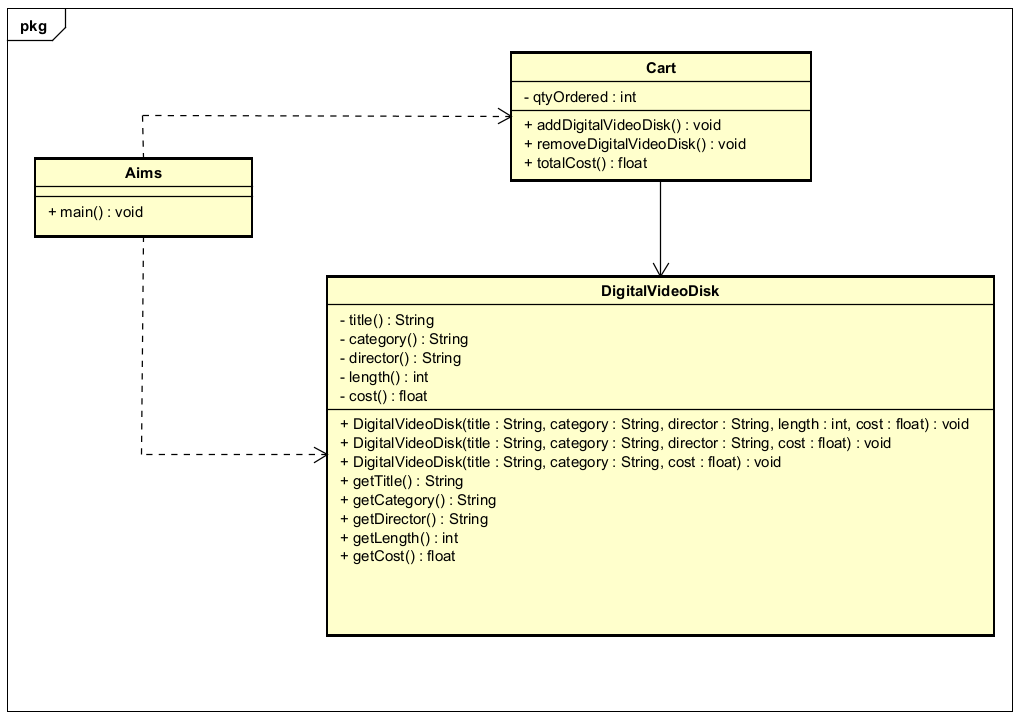 pkg
Cart
- qtyOrdered : int
+ addDigitalVideoDisk() : void
+ removeDigitalVideoDisk() : void
+ totalCost() : float
Aims
+ main() : void
DigitalVideoDisk
- title() : String
- category() : String
- director() : String
- length() : int
- cost() : float
+ DigitalVideoDisk(title : String, category : String, director : String, length : int, cost : float) : void
+ DigitalVideoDisk(title : String, category : String, director : String, cost : float) : void
+ DigitalVideoDisk(title : String, category : String, cost : float) : void
+ getTitle() : String
+ getCategory() : String
+ getDirector() : String
+ getLength() : int
+ getCost() : float